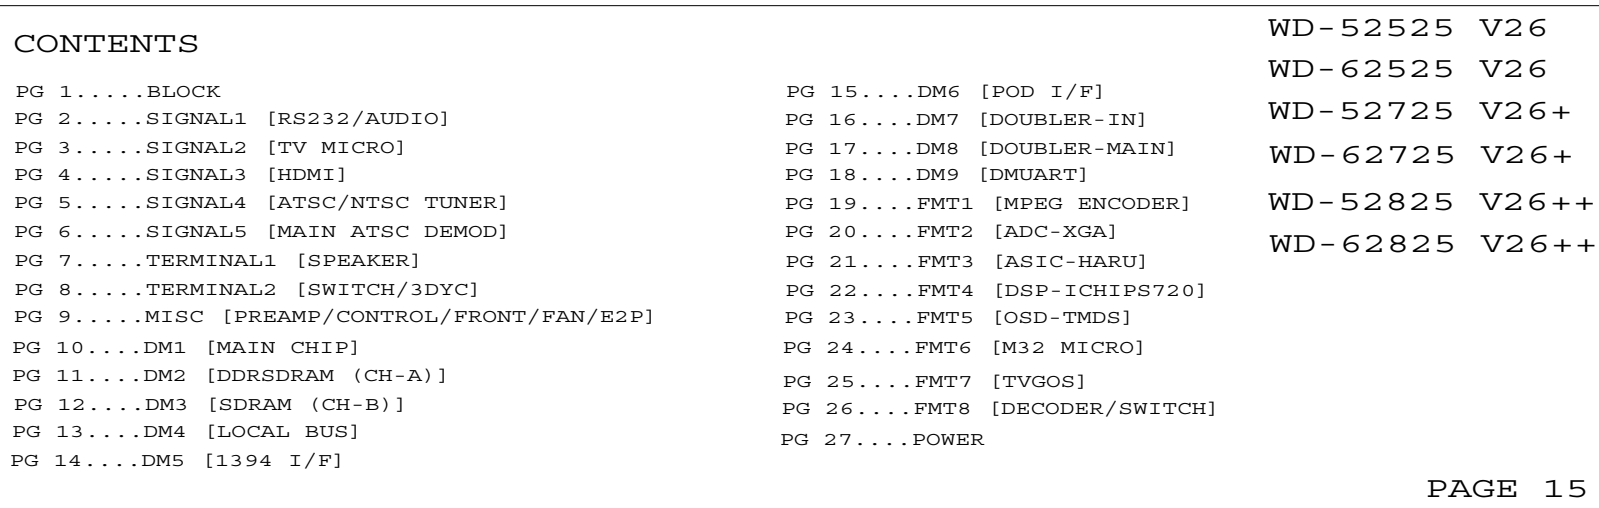 CONTENTS
PG 1.....BLOCK
PG 2.....SIGNAL1 [RS232/AUDIO]
PG 3.....SIGNAL2 [TV MICRO]
PG 4.....SIGNAL3 [HDMI]
PG 5.....SIGNAL4 [ATSC/NTSC TUNER]
PG 6.....SIGNAL5 [MAIN ATSC DEMOD]
PG 7.....TERMINAL1 [SPEAKER]
PG 8.....TERMINAL2 [SWITCH/3DYC]
PG 9.....MISC [PREAMP/CONTROL/FRONT/FAN/E2P]
PG 10....DM1 [MAIN CHIP]
PG 11....DM2 [DDRSDRAM (CH-A)]
PG 12....DM3 [SDRAM (CH-B)]
PG 13....DM4 [LOCAL BUS]
PG 14....DM5 [1394 I/F]
PG 15....DM6 [POD I/F]
PG 16....DM7 [DOUBLER-IN]
PG 17....DM8 [DOUBLER-MAIN]
PG 18....DM9 [DMUART]
PG 19....FMT1 [MPEG ENCODER]
PG 20....FMT2 [ADC-XGA]
PG 21....FMT3 [ASIC-HARU]
PG 22....FMT4 [DSP-ICHIPS720]
PG 23....FMT5 [OSD-TMDS]
PG 24....FMT6 [M32 MICRO]
PG 25....FMT7 [TVGOS]
PG 26....FMT8 [DECODER/SWITCH]
PG 27....POWER
WD-52525 V26
WD-62525 V26
WD-52725 V26+
WD-62725 V26+
WD-52825 V26++
WD-62825 V26++
PAGE 15